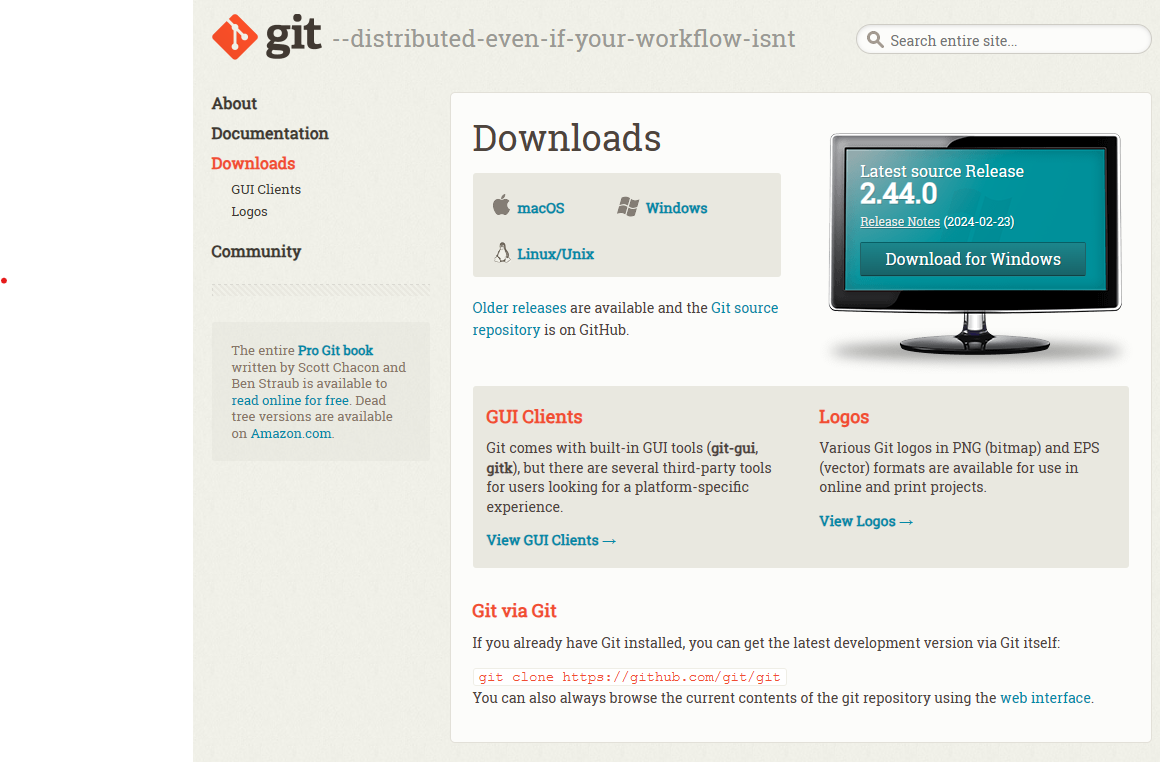 git --distributed-even-if-your-workflow-isnt
Search entire site...
About
Documentation
Downloads
GUI Clients
Logos
Community
The entire Pro Git book
written by Scott Chacon and
Ben Straub is available to
read online for free. Dead
tree versions are available
on Amazon.com.
Downloads
macOS
Windows
Linux/Unix
Older releases are available and the Git source
repository is on GitHub.
Latest source Release
2.44.0
Release Notes (2024-02-23)
Download for Windows
GUI Clients
Git comes with built-in GUI tools (git-gui,
gitk), but there are several third-party tools
for users looking for a platform-specific
experience.
View GUI Clients →
Logos
Various Git logos in PNG (bitmap) and EPS
(vector) formats are available for use in
online and print projects.
View Logos →
Git via Git
If you already have Git installed, you can get the latest development version via Git itself:
git clone https://github.com/git/git
You can also always browse the current contents of the git repository using the web interface.